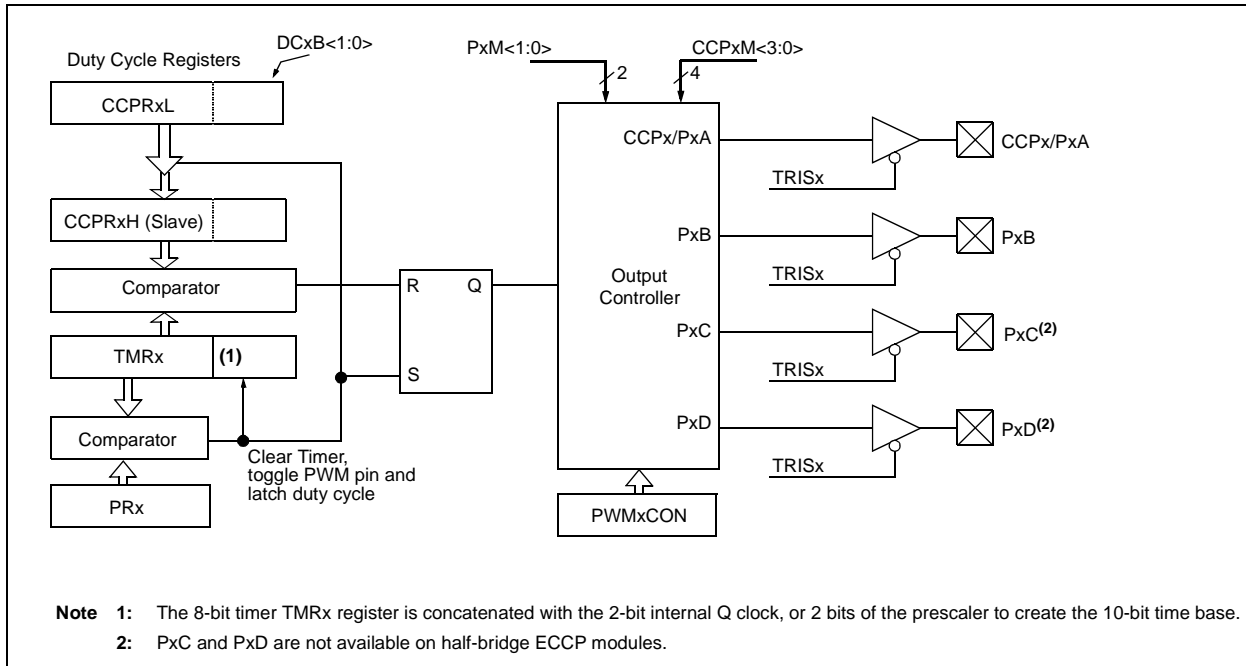 DCxB<1:0>
Duty Cycle Registers
CCPRxL
CCPRxH (Slave)
Comparator
TMRx
(1)
Comparator
PRx
Clear Timer,
toggle PWM pin and
latch duty cycle
R
Q
S
PxM<1:0>
2
CCPxM<3:0>
4
Output
Controller
CCPx/PxA
PxB
PxC
PxD
PWMxCON
TRISx
CCPx/PxA
TRISx
PxB
TRISx
PxC(2)
TRISx
PxD(2)
Note 1: The 8-bit timer TMRx register is concatenated with the 2-bit internal Q clock, or 2 bits of the prescaler to create the 10-bit time base.
2: PxC and PxD are not available on half-bridge ECCP modules.